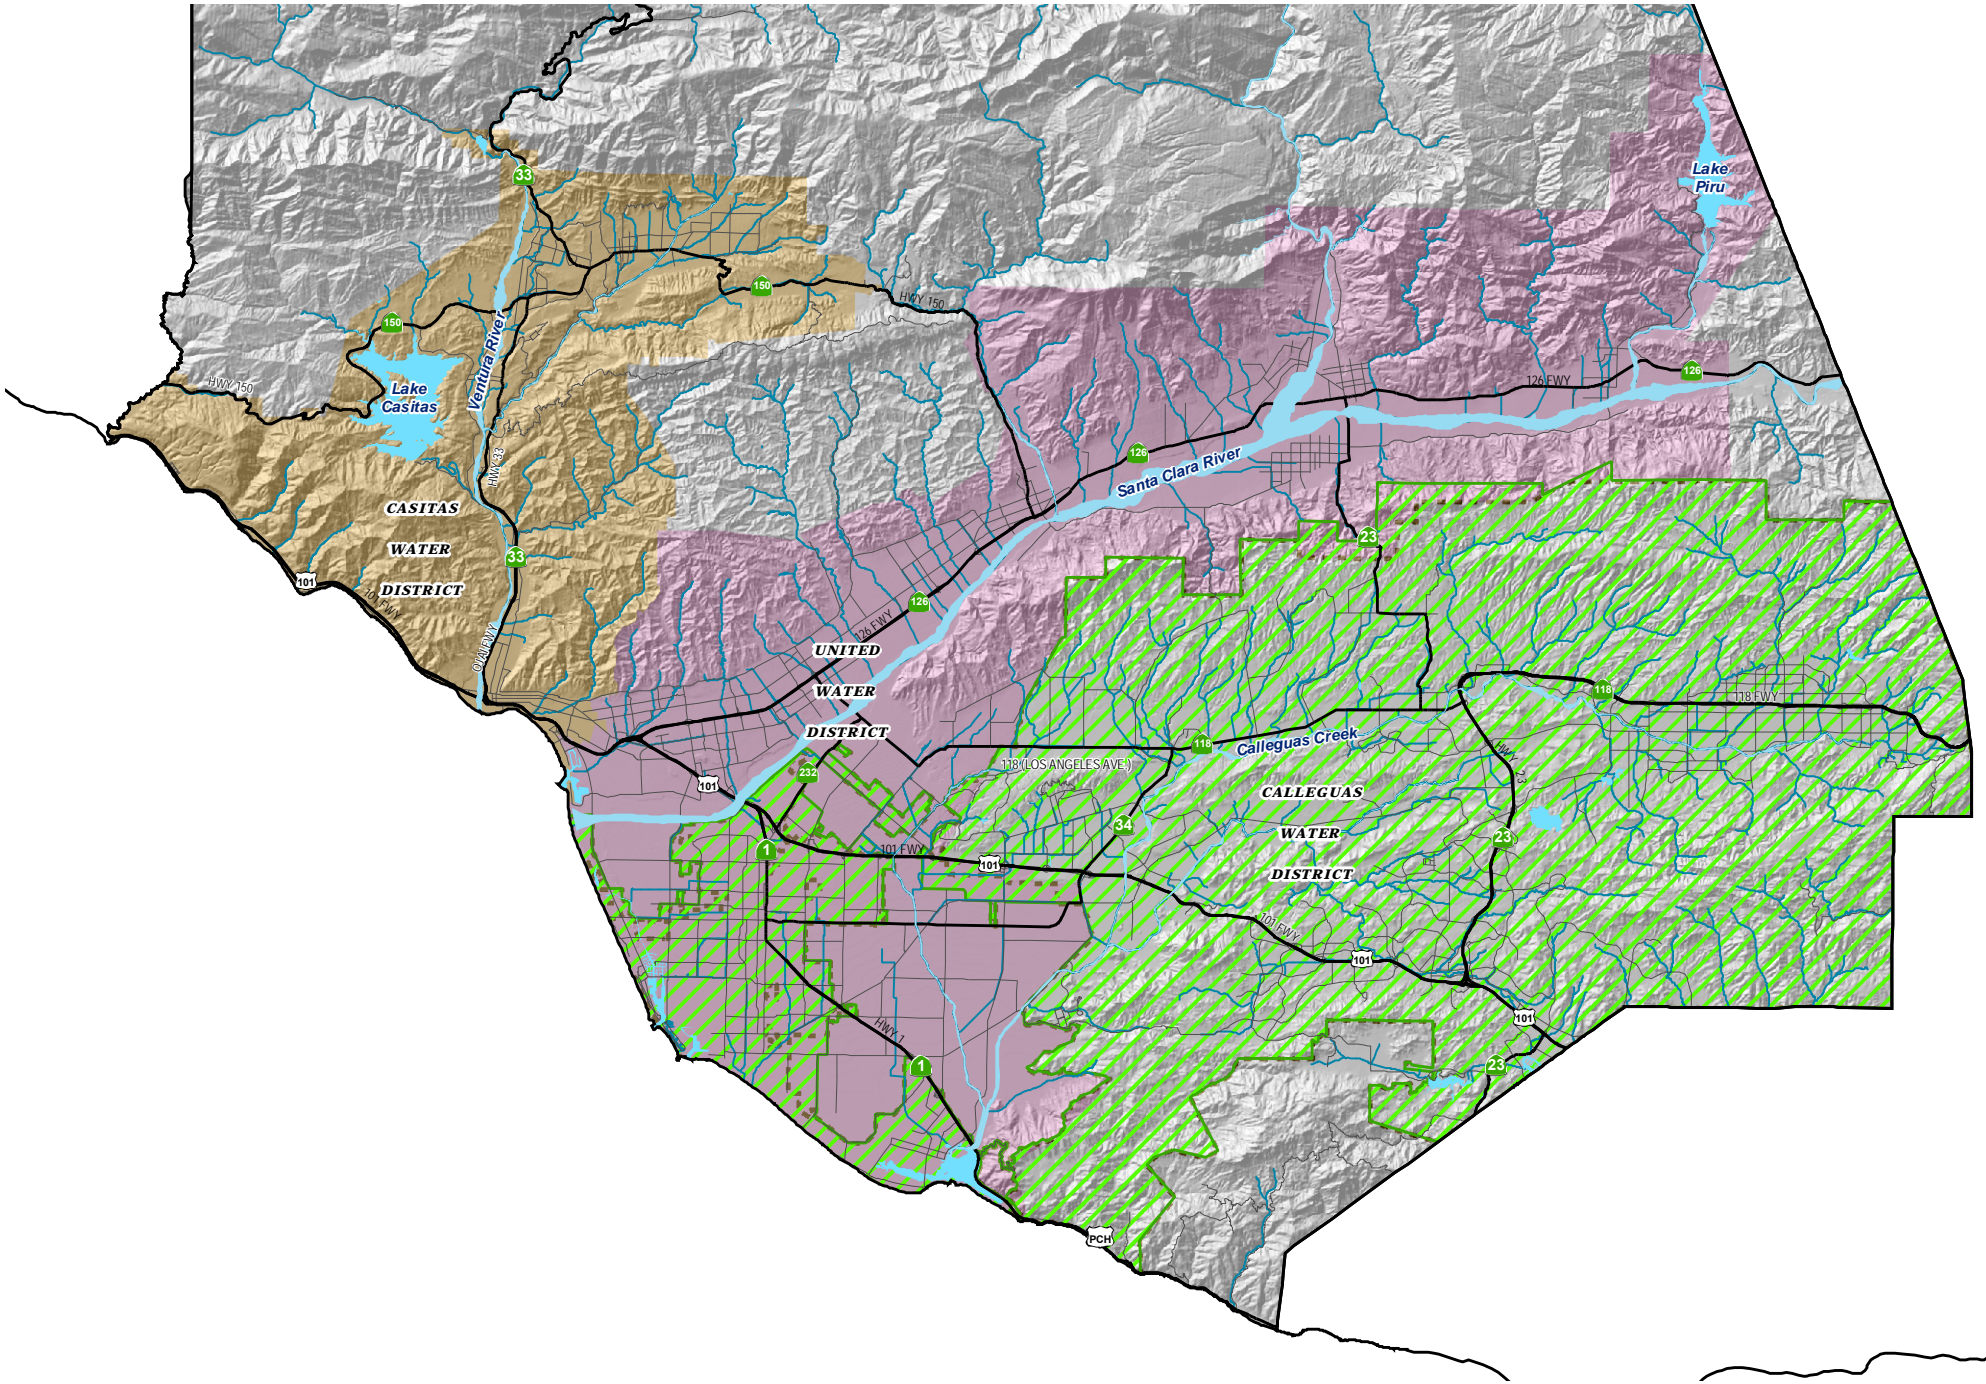 33
Lake
Piru
150
HWY 150
150
Ventura River
126
126 FWY
HWY 150
Lake
Casitas
126
Santa Clara River
HWY 33
CASITAS
WATER
DISTRICT
33
23
101
101 FWY
126
126 FWY
OJAI FWY
UNITED
WATER
DISTRICT
118
118 FWY
118
Calleguas Creek
HWY 23
118 (LOS ANGELES AVE.)
232
101
CALLEGUAS
WATER
DISTRICT
34
23
1
101 FWY
101
101 FWY
101
101
HWY 1
1
23
PCH